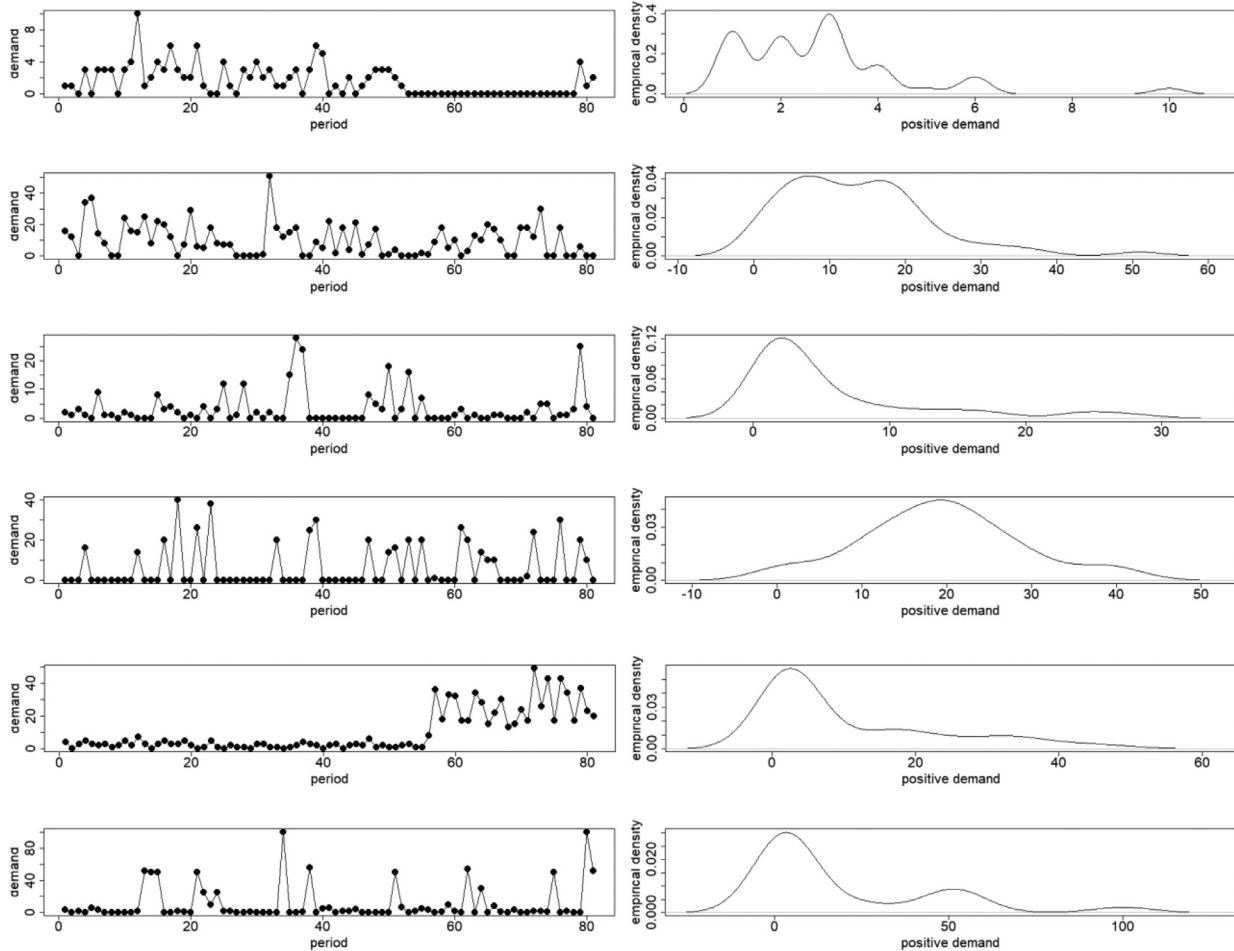 demand
0 4 8
0 20 40 60 80
period
empirical density
0.0 0.2 0.4
0 2 4 6 8 10
positive demand
demand
0 20 40
0 20 40 60 80
period
empirical density
0.00 0.02 0.04
-10 0 10 20 30 40 50 60
positive demand
demand
0 10 20
0 20 40 60 80
period
empirical density
0.00 0.06 0.12
0 10 20 30
positive demand
demand
0 20 40
0 20 40 60 80
period
empirical density
0.00 0.03
-10 0 10 20 30 40 50
positive demand
demand
0 20 40
0 20 40 60 80
period
empirical density
0.00 0.03
0 20 40 60
positive demand
demand
0 40 80
0 20 40 60 80
period
empirical density
0.000 0.020
0 50 100
positive demand